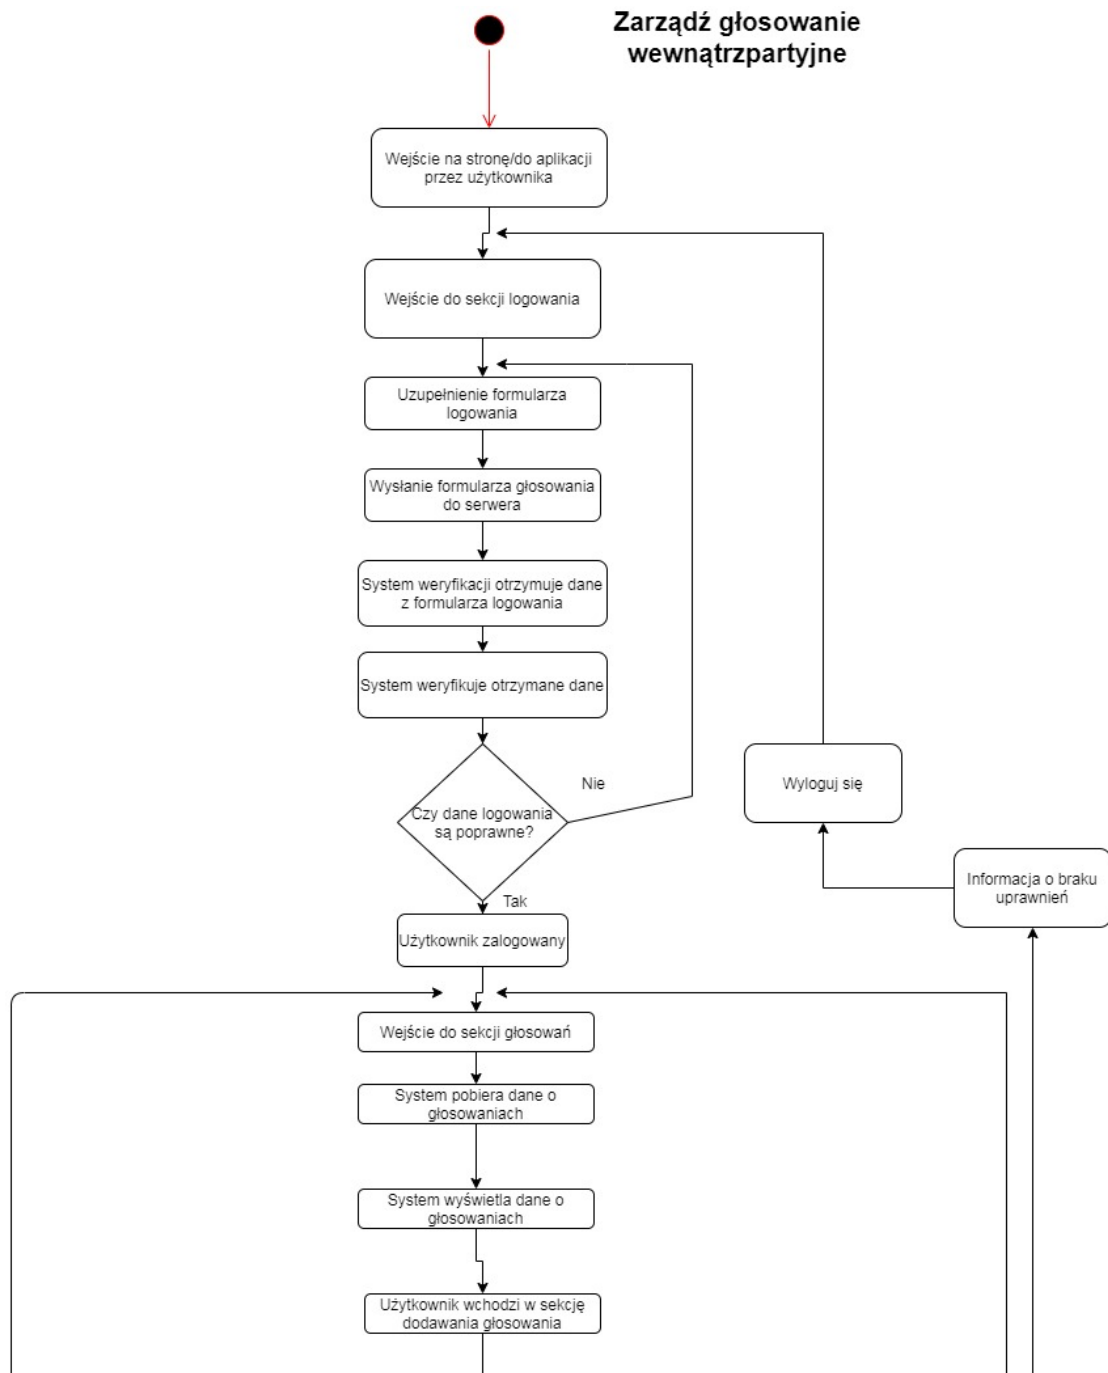 Zarządź głosowanie
wewnątrzpartyjne
Wejście na stronę/do aplikacji
przez użytkownika
Wejście do sekcji logowania
Uzupełnienie formularza
logowania
Wysłanie formularza głosowania
do serwera
System weryfikacji otrzymuje dane
z formularza logowania
System weryfikuje otrzymane dane
Nie
Wyloguj się
Czy dane logowania
są poprawne?
Informacja o braku
uprawnień
Tak
Użytkownik zalogowany
Wejście do sekcji głosowań
System pobiera dane o
głosowaniach
System wyświetla dane o
głosowaniach
Użytkownik wchodzi w sekcję
dodawania głosowania